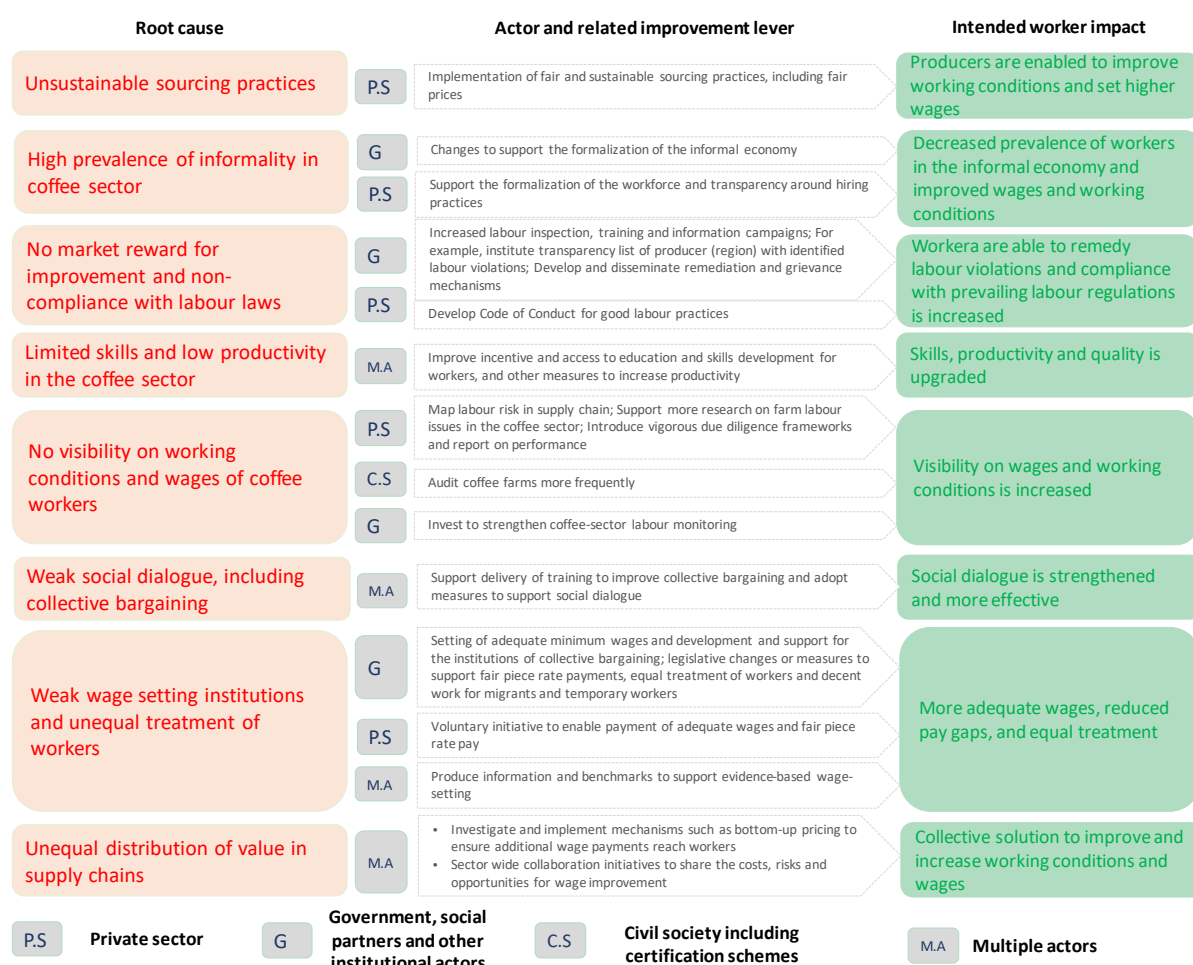 Root cause
Actor and related improvement lever
Intended worker impact
Unsustainable sourcing practices
P.S
Implementation of fair and sustainable sourcing practices, including fair
prices
Producers are enabled to improve
working conditions and set higher
wages
High prevalence of informality in
coffee sector
G
Changes to support the formalization of the informal economy
P.S
Support the formalization of the workforce and transparency around hiring
practices
Decreased prevalence of workers
in the informal economy and
improved wages and working
conditions
No market reward for
improvement and non-
compliance with labour laws
G
Increased labour inspection, training and information campaigns; For
example, institute transparency list of producer (region) with identified
labour violations; Develop and disseminate remediation and grievance
mechanisms
P.S
Develop Code of Conduct for good labour practices
Workera are able to remedy
labour violations and compliance
with prevailing labour regulations
is increased
Limited skills and low productivity
in the coffee sector
M.A
Improve incentive and access to education and skills development for
workers, and other measures to increase productivity
Skills, productivity and quality is
upgraded
No visibility on working
conditions and wages of coffee
workers
P.S
Map labour risk in supply chain; Support more research on farm labour
issues in the coffee sector; Introduce vigorous due diligence frameworks
and report on performance
C.S
Audit coffee farms more frequently
G
Invest to strengthen coffee-sector labour monitoring
Visibility on wages and working
conditions is increased
Weak social dialogue, including
collective bargaining
M.A
Support delivery of training to improve collective bargaining and adopt
measures to support social dialogue
Social dialogue is strengthened
and more effective
Weak wage setting institutions
and unequal treatment of
workers
G
Setting of adequate minimum wages and development and support for
the institutions of collective bargaining; legislative changes or measures to
support fair piece rate payments, equal treatment of workers and decent
work for migrants and temporary workers
P.S
Voluntary initiative to enable payment of adequate wages and fair piece
rate pay
M.A
Produce information and benchmarks to support evidence-based wage-
setting
More adequate wages, reduced
pay gaps, and equal treatment
Unequal distribution of value in
supply chains
M.A
• Investigate and implement mechanisms such as bottom-up pricing to
ensure additional wage payments reach workers
• Sector wide collaboration initiatives to share the costs, risks and
opportunities for wage improvement
Collective solution to improve and
increase working conditions and
wages
P.S
Private sector
G
Government, social
partners and other
institutional actors
C.S
Civil society including
certification schemes
M.A
Multiple actors